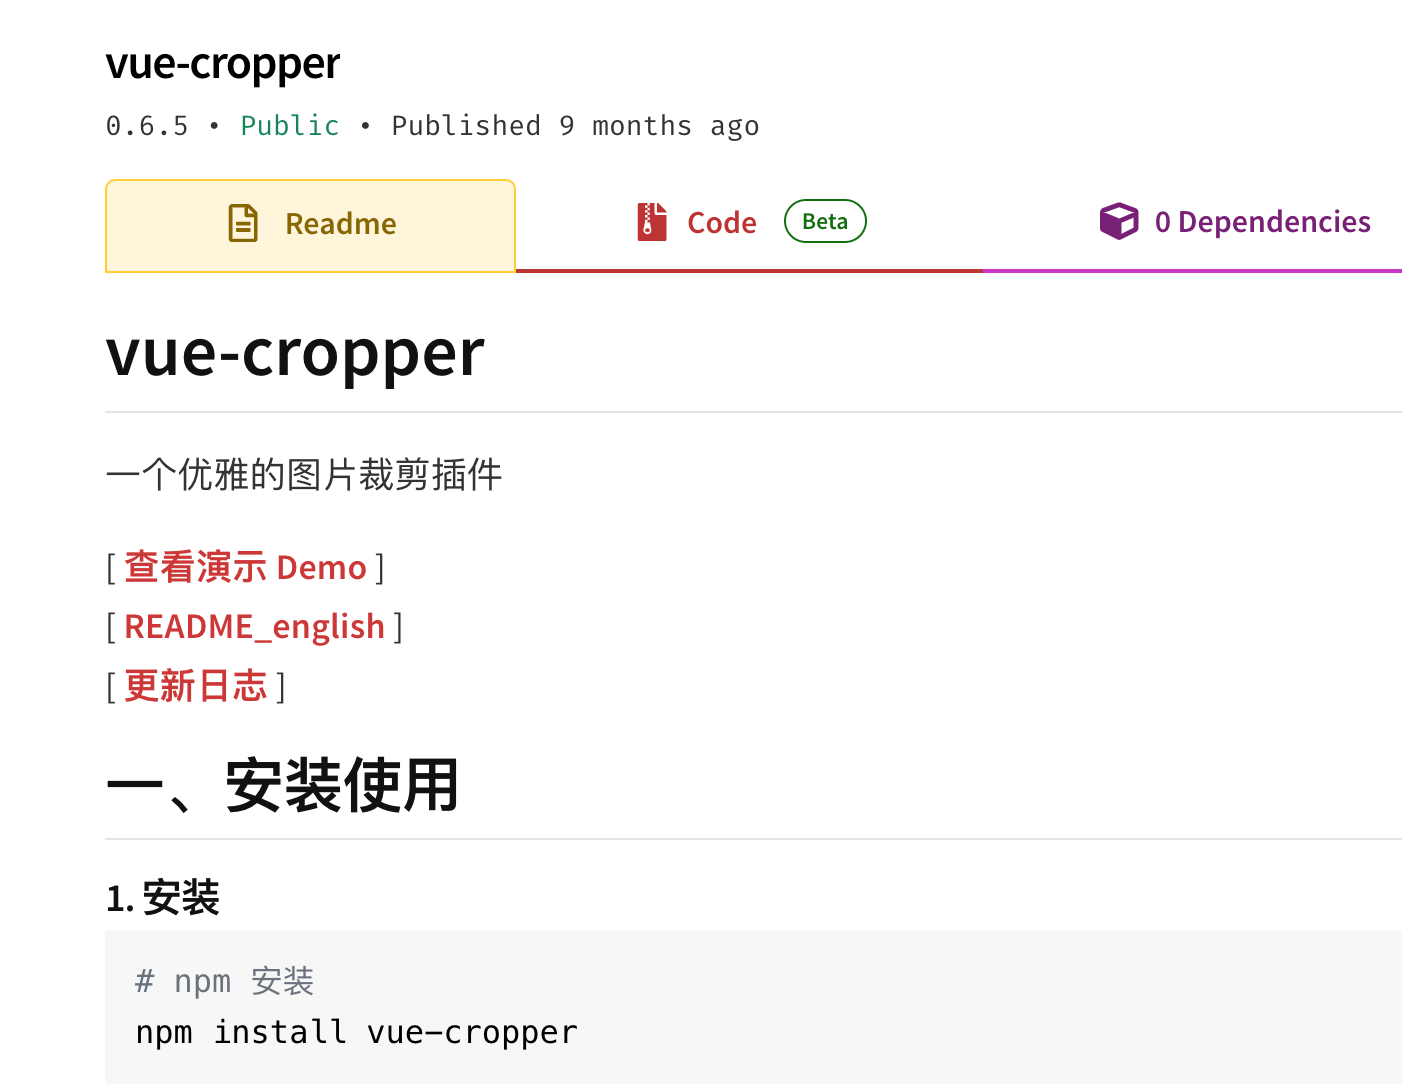 vue-cropper
0.6.5 • Public • Published 9 months ago
Readme
Code Beta
0 Dependencies
vue-cropper
一个优雅的图片裁剪插件
[ 查看演示 Demo ]
[ README_english ]
[ 更新日志 ]
一、安装使用
1. 安装
# npm 安装
npm install vue-cropper